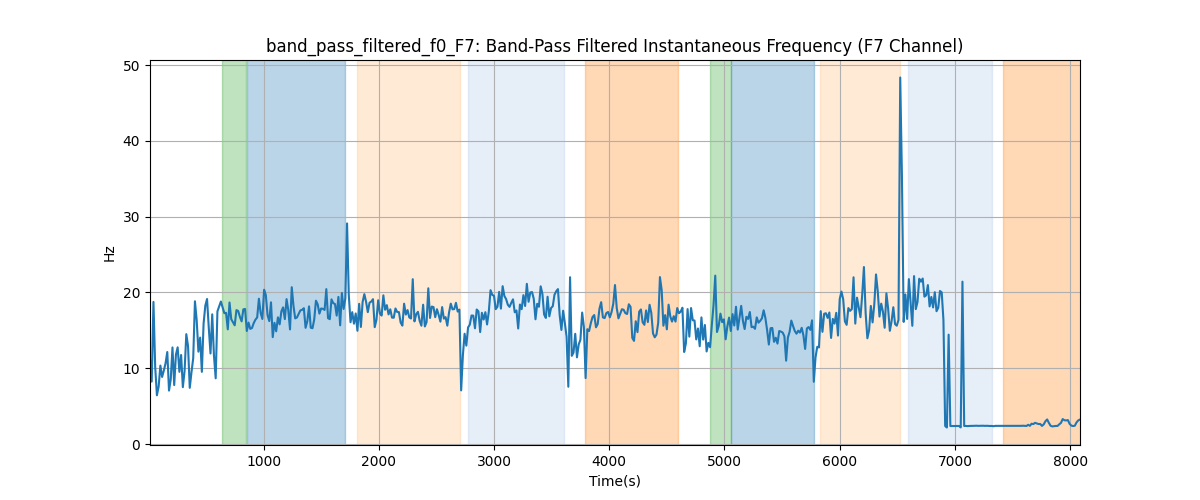 band_pass_filtered_f0_F7: Band-Pass Filtered Instantaneous Frequency (F7 Channel)
50
40
30
20
10
0
Hz
1000 2000 3000 4000 5000 6000 7000 8000
Time(s)